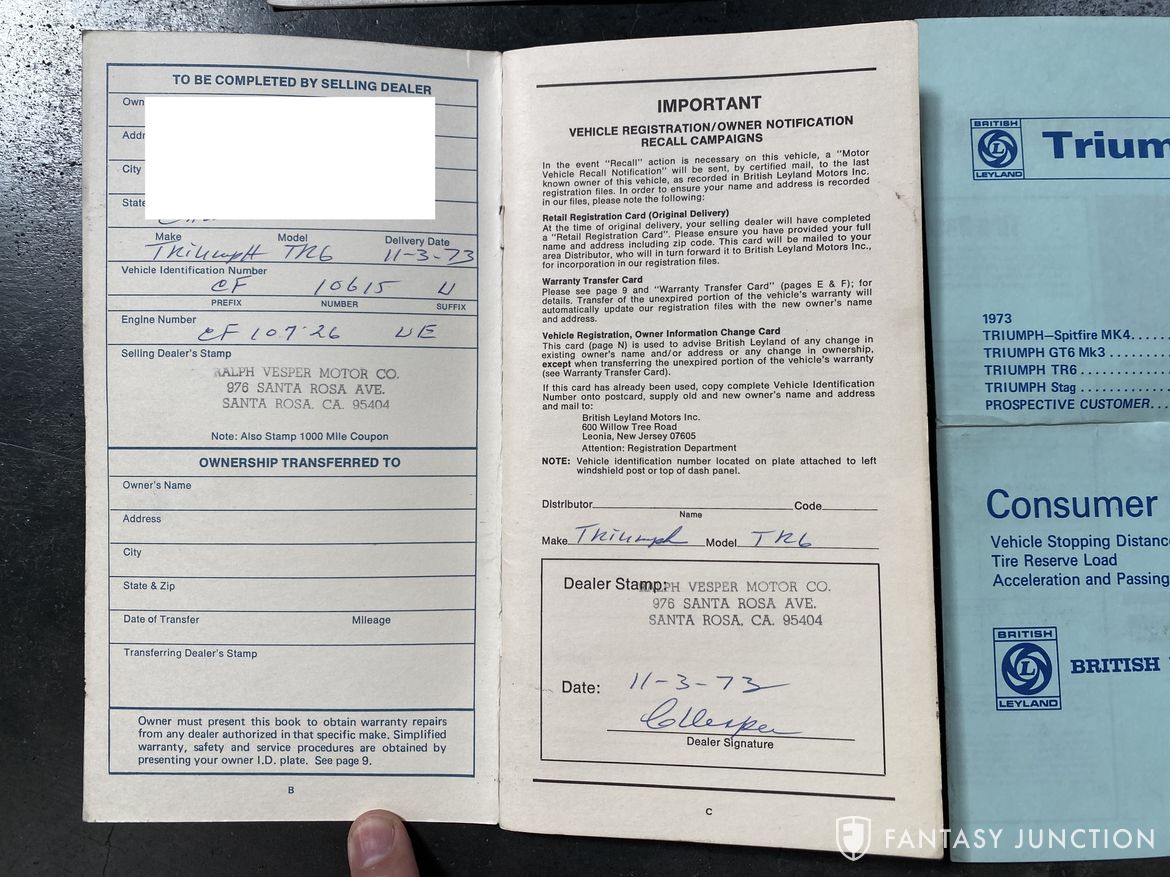 TO BE COMPLETED BY SELLING DEALER
Own
Addr
City
State
Make Model Delivery Date
Triumph TR6 11-3-73
Vehicle Identification Number
CF 10615 U
PREFIX NUMBER SUFFIX
Engine Number
CF 10726 UE
Selling Dealer's Stamp
RALPH VESPER MOTOR CO.
976 SANTA ROSA AVE.
SANTA ROSA, CA. 95404
Note: Also Stamp 1000 Mile Coupon
OWNERSHIP TRANSFERRED TO
Owner's Name
Address
City
State & Zip
Date of Transfer Mileage
Transferring Dealer's Stamp
Owner must present this book to obtain warranty repairs
from any dealer authorized in that specific make. Simplified
warranty, safety and service procedures are obtained by
presenting your owner I.D. plate. See page 9.
B
IMPORTANT
VEHICLE REGISTRATION/OWNER NOTIFICATION
RECALL CAMPAIGNS
In the event "Recall" action is necessary on this vehicle, a "Motor
Vehicle Recall Notification" will be sent, by certified mail, to the last
known owner of this vehicle, as recorded in British Leyland Motors Inc.
registration files. In order to ensure your name and address is recorded
in our files, please note the following:
Retail Registration Card (Original Delivery)
At the time of original delivery, your selling dealer will have completed
a "Retail Registration Card". Please ensure you have provided your full
name and address including zip code. This card will be mailed to your
area Distributor, who will in turn forward it to British Leyland Motors Inc.,
for incorporation in our registration files.
Warranty Transfer Card
Please see page 9 and "Warranty Transfer Card" (pages E & F); for
details. Transfer of the unexpired portion of the vehicle's warranty will
automatically update our registration files with the new owner's name
and address.
Vehicle Registration, Owner Information Change Card
This card (page N) is used to advise British Leyland of any change in
existing owner's name and/or address or any change in ownership,
except when transferring the unexpired portion of the vehicle's warranty
(see Warranty Transfer Card).
If this card has already been used, copy complete Vehicle Identification
Number onto postcard, supply old and new owner's name and address
and mail to:
British Leyland Motors Inc.
600 Willow Tree Road
Leonia, New Jersey 07605
Attention: Registration Department
NOTE: Vehicle identification number located on plate attached to left
windshield post or top of dash panel.
Distributor Code
Name
Make Triumph Model TR6
Dealer Stamp: RALPH VESPER MOTOR CO.
976 SANTA ROSA AVE.
SANTA ROSA, CA. 95404
Date: 11-3-73
Dealer Signature
C
BRITISH
L
LEYLAND
Trium
1973
TRIUMPH—Spitfire MK4.....
TRIUMPH GT6 Mk3..........
TRIUMPH TR6..............
TRIUMPH Stag.............
PROSPECTIVE CUSTOMER...
Consumer
Vehicle Stopping Distanc
Tire Reserve Load
Acceleration and Passing
BRITISH
L
LEYLAND
BRITISH
FANTASY JUNCTION